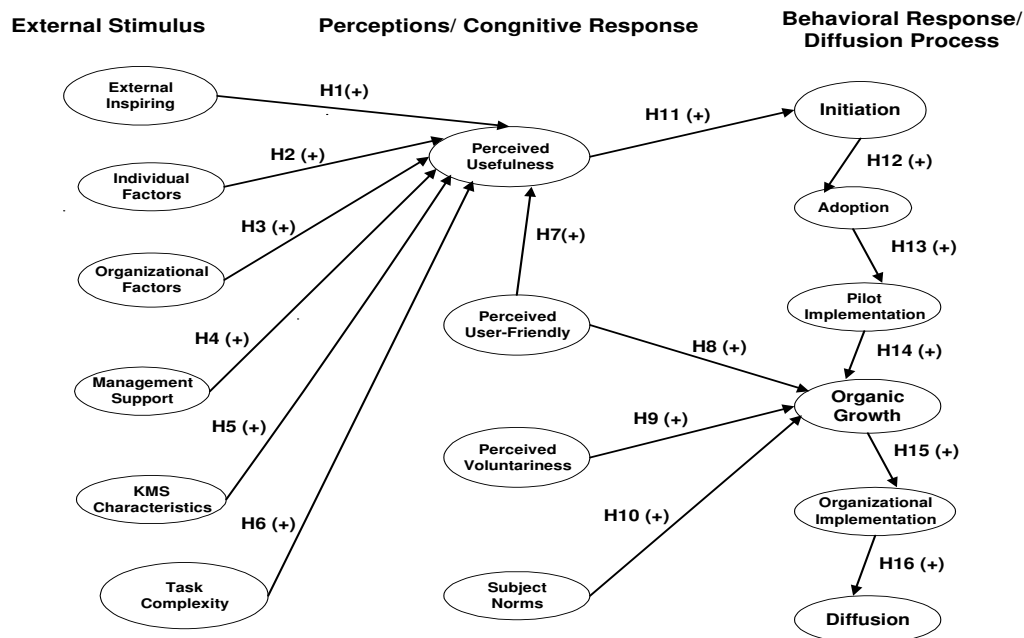 External Stimulus
Perceptions/ Congnitive Response
Behavioral Response/
Diffusion Process
External
Inspiring
H1(+)
Individual
Factors
H2 (+)
Organizational
Factors
H3 (+)
Management
Support
H4 (+)
KMS
Characteristics
H5 (+)
Task
Complexity
H6 (+)
Perceived
Usefulness
H7(+)
Perceived
User-Friendly
H8 (+)
Perceived
Voluntariness
H9 (+)
Subject
Norms
H10 (+)
H11 (+)
Initiation
H12 (+)
Adoption
H13 (+)
Pilot
Implementation
H14 (+)
Organic
Growth
H15 (+)
Organizational
Implementation
H16 (+)
Diffusion